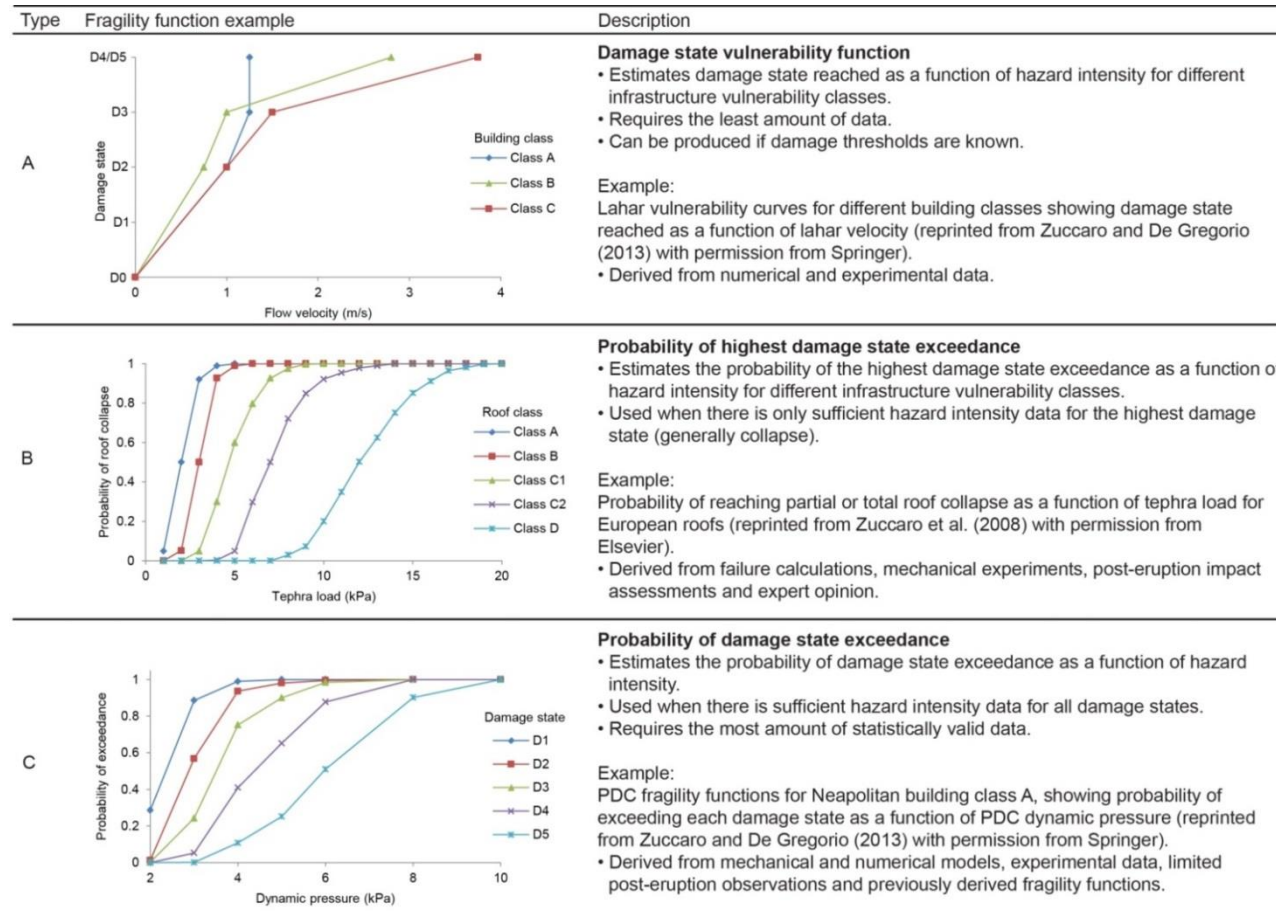 Type Fragility function example Description
A
D4/D5
D3
D2
D1
D0
Damage state
0 1 2 3 4
Flow velocity (m/s)
Building class
Class A
Class B
Class C
Damage state vulnerability function
• Estimates damage state reached as a function of hazard intensity for different
infrastructure vulnerability classes.
• Requires the least amount of data.
• Can be produced if damage thresholds are known.
Example:
Lahar vulnerability curves for different building classes showing damage state
reached as a function of lahar velocity (reprinted from Zuccaro and De Gregorio
(2013) with permission from Springer).
• Derived from numerical and experimental data.
B
1
0.8
0.6
0.4
0.2
0
Probability of roof collapse
0 5 10 15 20
Tephra load (kPa)
Roof class
Class A
Class B
Class C1
Class C2
Class D
Probability of highest damage state exceedance
• Estimates the probability of the highest damage state exceedance as a function of
hazard intensity for different infrastructure vulnerability classes.
• Used when there is only sufficient hazard intensity data for the highest damage
state (generally collapse).
Example:
Probability of reaching partial or total roof collapse as a function of tephra load for
European roofs (reprinted from Zuccaro et al. (2008) with permission from
Elsevier).
• Derived from failure calculations, mechanical experiments, post-eruption impact
assessments and expert opinion.
C
1
0.8
0.6
0.4
0.2
0
Probability of exceedance
2 4 6 8 10
Dynamic pressure (kPa)
Damage state
D1
D2
D3
D4
D5
Probability of damage state exceedance
• Estimates the probability of damage state exceedance as a function of hazard
intensity.
• Used when there is sufficient hazard intensity data for all damage states.
• Requires the most amount of statistically valid data.
Example:
PDC fragility functions for Neapolitan building class A, showing probability of
exceeding each damage state as a function of PDC dynamic pressure (reprinted
from Zuccaro and De Gregorio (2013) with permission from Springer).
• Derived from mechanical and numerical models, experimental data, limited
post-eruption observations and previously derived fragility functions.